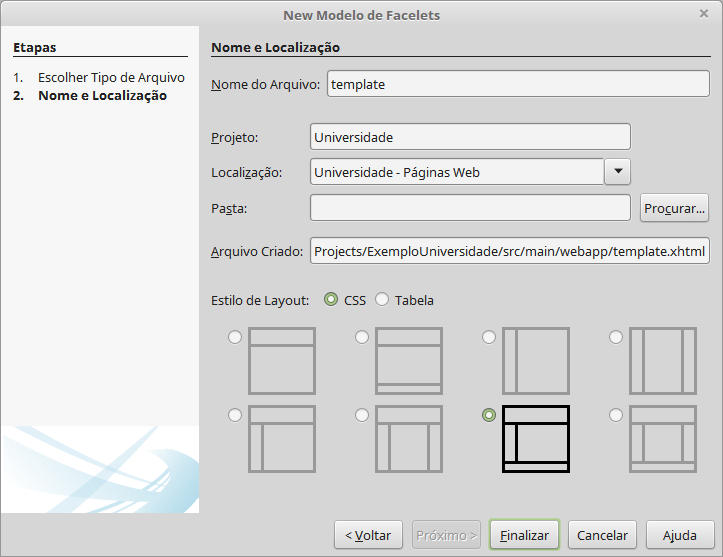 New Modelo de Facelets
Etapas
1. Escolher Tipo de Arquivo
2. Nome e Localização
Nome e Localização
Nome do Arquivo: template
Projeto: Universidade
Localização: Universidade - Páginas Web
Pasta: Procurar...
Arquivo Criado: Projects/ExemploUniversidade/src/main/webapp/template.xhtml
Estilo de Layout: CSS Tabela
< Voltar Próximo > Finalizar Cancelar Ajuda